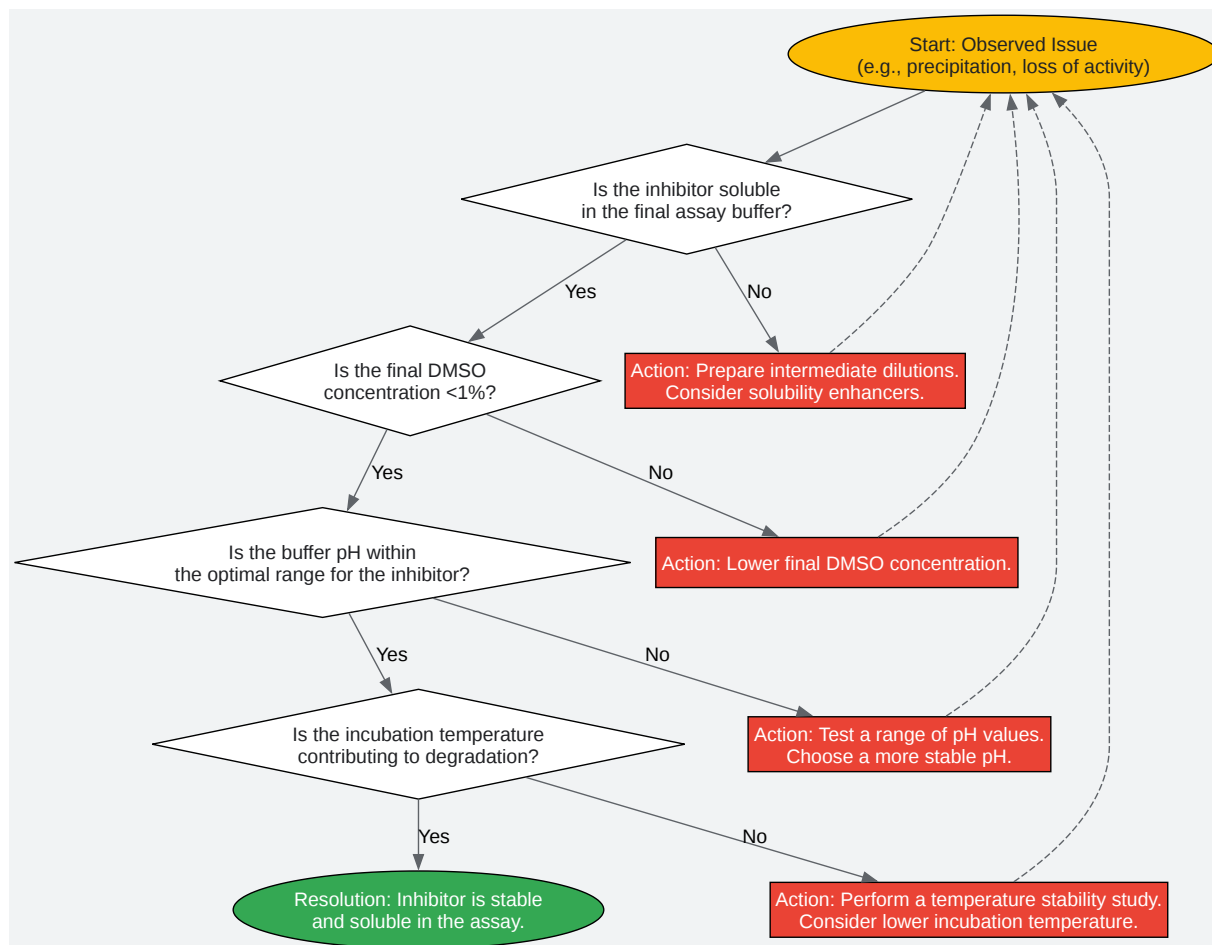 Start: Observed Issue
(e.g., precipitation, loss of activity)
Is the inhibitor soluble
in the final assay buffer?
Yes
No
Is the final DMSO
concentration <1%?
Action: Prepare intermediate dilutions.
Consider solubility enhancers.
Yes
No
Is the buffer pH within
the optimal range for the inhibitor?
Action: Lower final DMSO concentration.
Yes
No
Is the incubation temperature
contributing to degradation?
Action: Test a range of pH values.
Choose a more stable pH.
Yes
No
Resolution: Inhibitor is stable
and soluble in the assay.
Action: Perform a temperature stability study.
Consider lower incubation temperature.